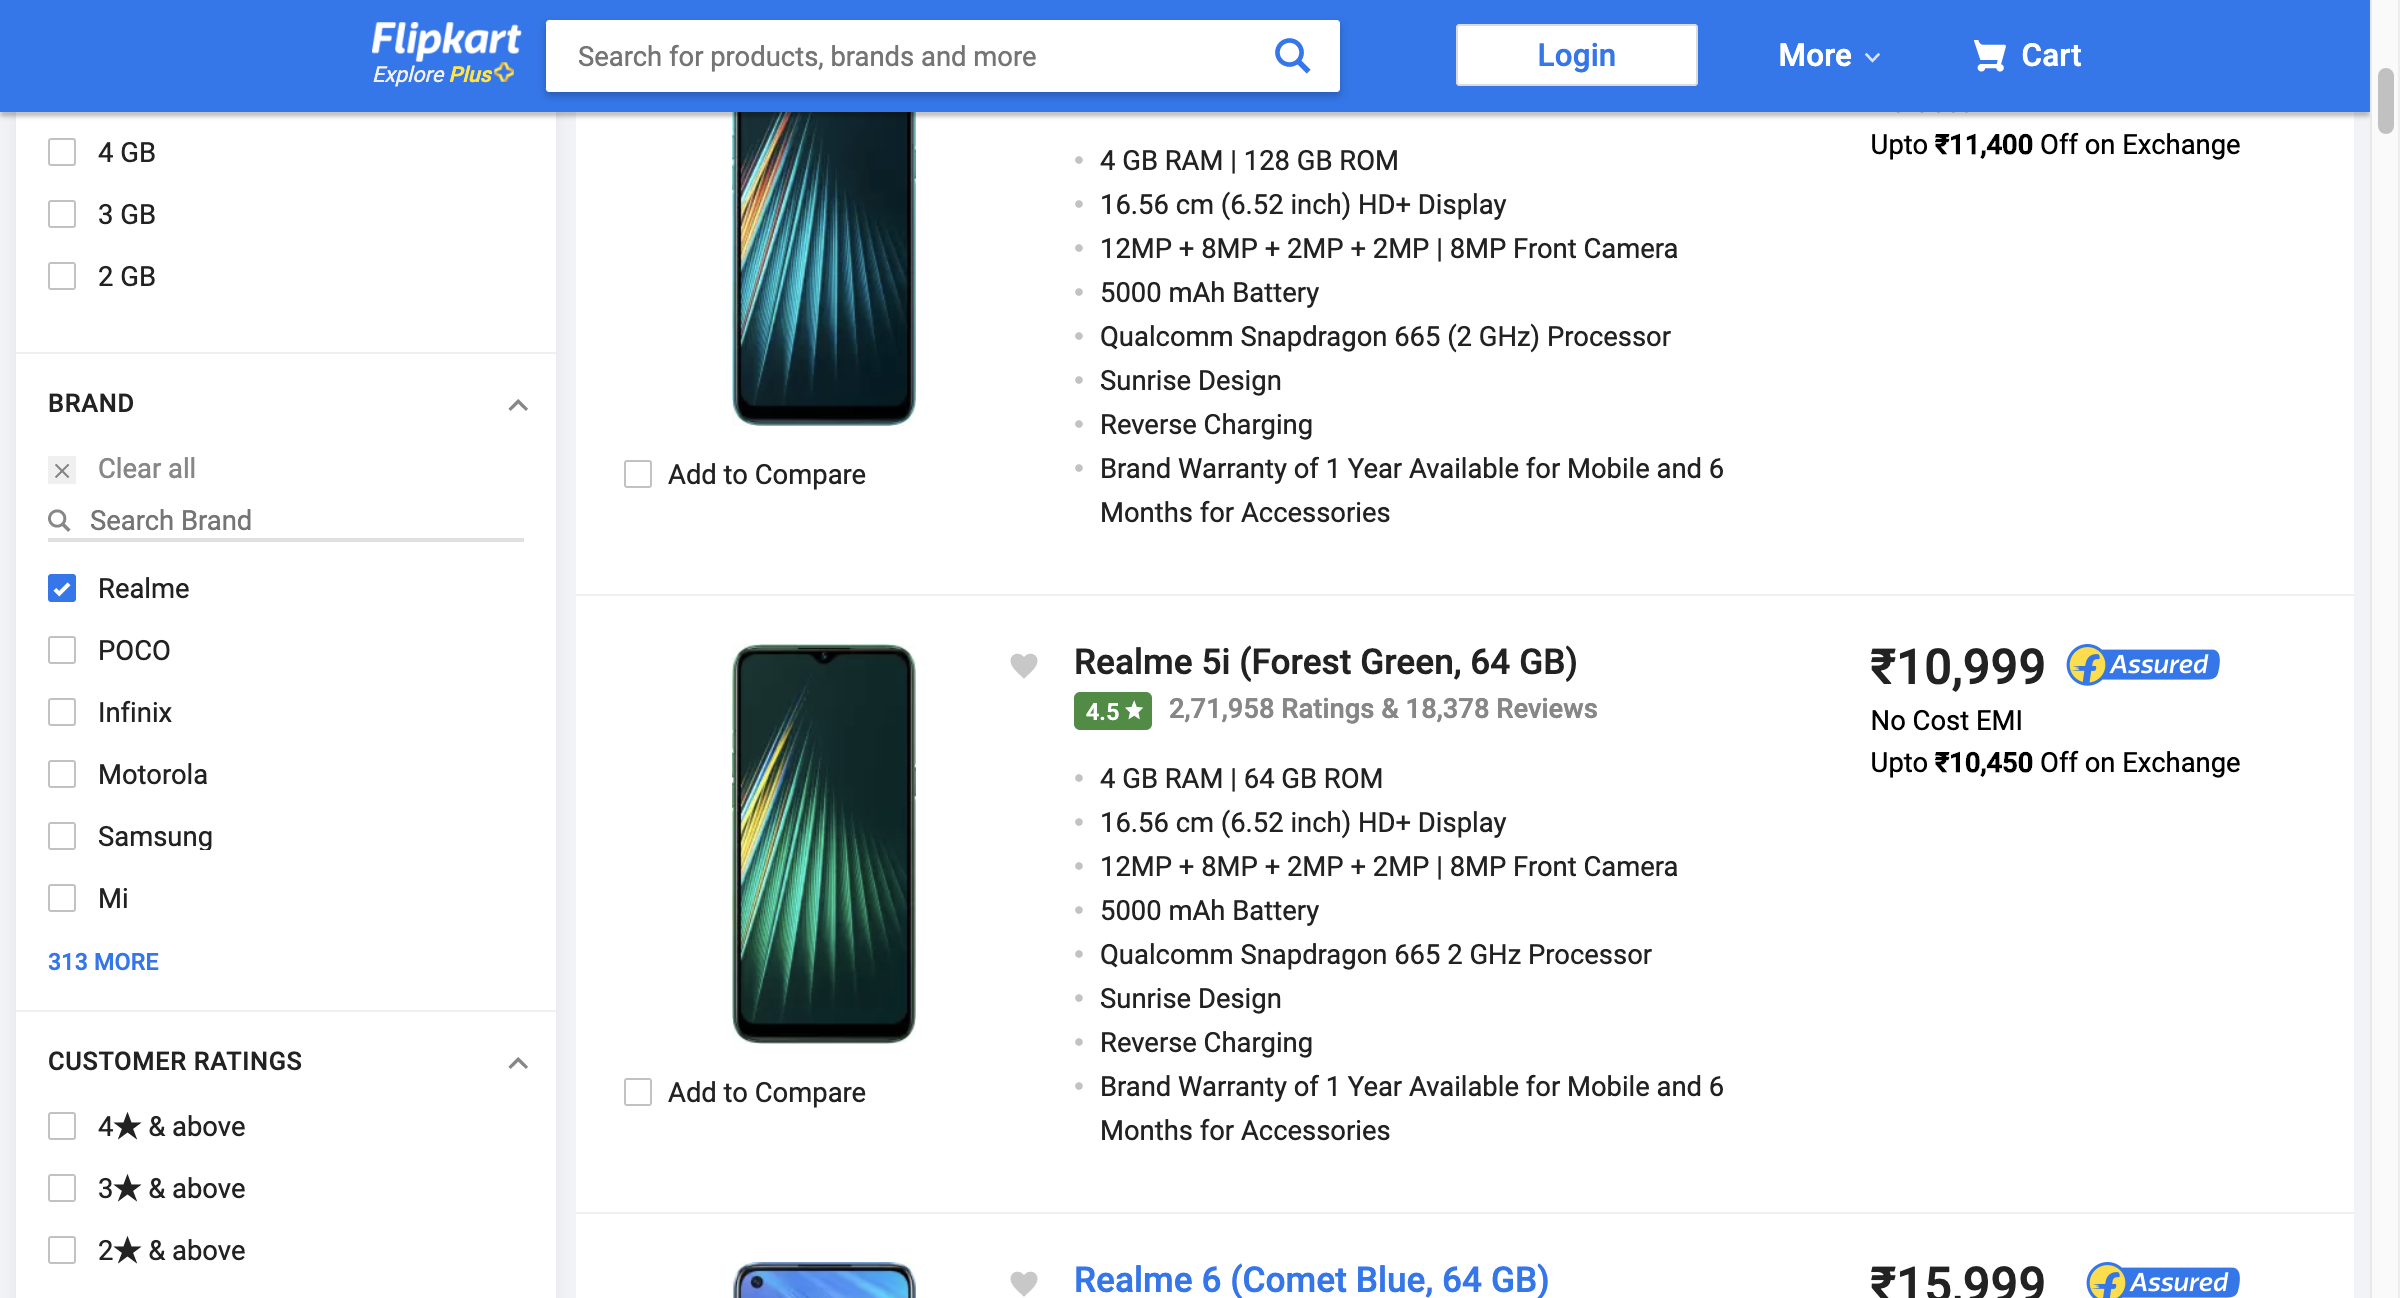 Flipkart
Explore Plus
Search for products, brands and more
Login
More
Cart
4 GB
3 GB
2 GB
BRAND
Clear all
Search Brand
Realme
POCO
Infinix
Motorola
Samsung
Mi
313 MORE
CUSTOMER RATINGS
4★ & above
3★ & above
2★ & above
4 GB RAM | 128 GB ROM
16.56 cm (6.52 inch) HD+ Display
12MP + 8MP + 2MP + 2MP | 8MP Front Camera
5000 mAh Battery
Qualcomm Snapdragon 665 (2 GHz) Processor
Sunrise Design
Reverse Charging
Brand Warranty of 1 Year Available for Mobile and 6
Months for Accessories
Upto ₹11,400 Off on Exchange
Add to Compare
Realme 5i (Forest Green, 64 GB)
4.5★ 2,71,958 Ratings & 18,378 Reviews
4 GB RAM | 64 GB ROM
16.56 cm (6.52 inch) HD+ Display
12MP + 8MP + 2MP + 2MP | 8MP Front Camera
5000 mAh Battery
Qualcomm Snapdragon 665 2 GHz Processor
Sunrise Design
Reverse Charging
Brand Warranty of 1 Year Available for Mobile and 6
Months for Accessories
₹10,999 Assured
No Cost EMI
Upto ₹10,450 Off on Exchange
Add to Compare
Realme 6 (Comet Blue, 64 GB)
₹15,999 Assured